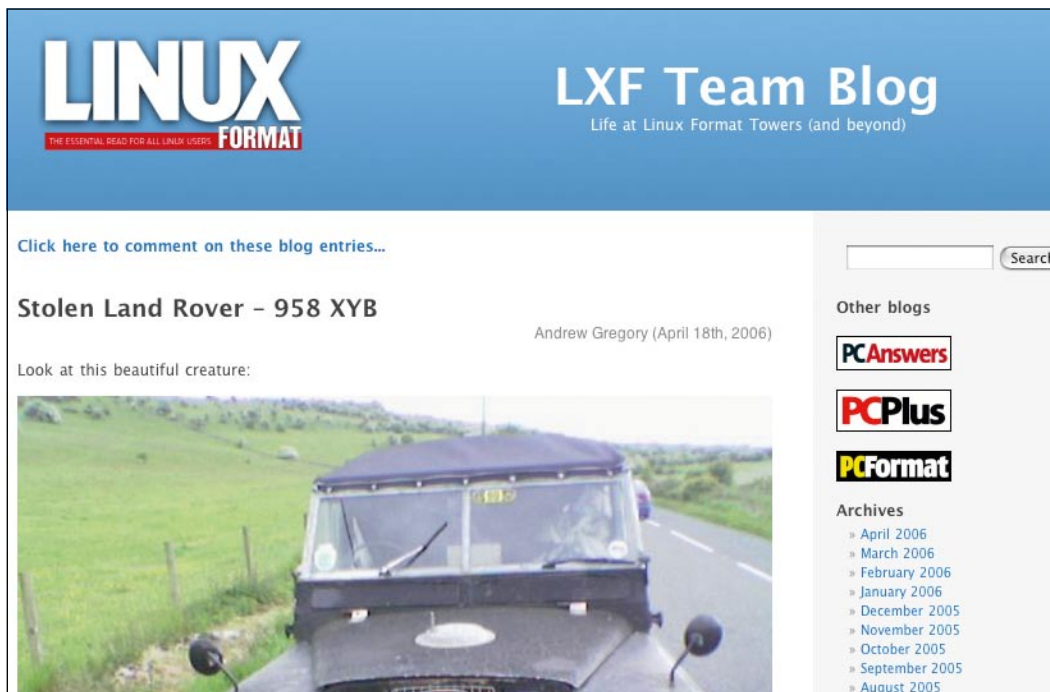 LINUX
THE ESSENTIAL READ FOR ALL LINUX USERS
FORMAT
LXF Team Blog
Life at Linux Format Towers (and beyond)
Click here to comment on these blog entries...
Search
Stolen Land Rover – 958 XYB
Andrew Gregory (April 18th, 2006)
Look at this beautiful creature:
Other blogs
PCAnswers
PCPlus
PCFormat
Archives
» April 2006
» March 2006
» February 2006
» January 2006
» December 2005
» November 2005
» October 2005
» September 2005
» August 2005